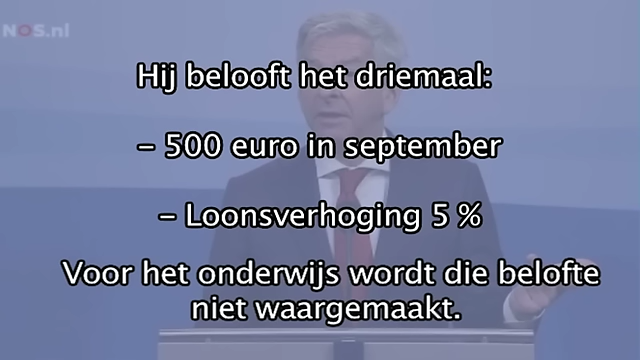 NOS.nl
Hij belooft het driemaal:
– 500 euro in september
– Loonsverhoging 5 %
Voor het onderwijs wordt die belofte
niet waargemaakt.